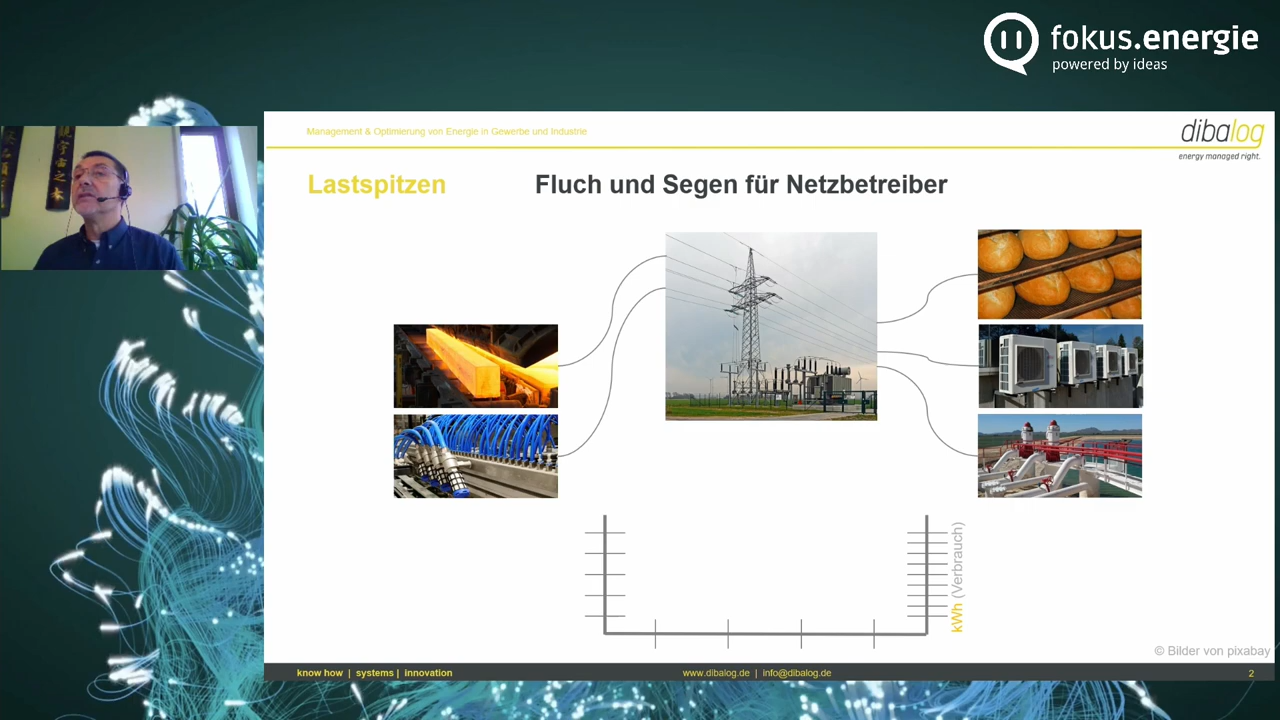 fokus.energie
powered by ideas
Management & Optimierung von Energie in Gewerbe und Industrie
dibalog
energy managed right.
Lastspitzen
Fluch und Segen für Netzbetreiber
kWh (Verbrauch)
© Bilder von pixabay
know how | systems | innovation
www.dibalog.de | info@dibalog.de
2